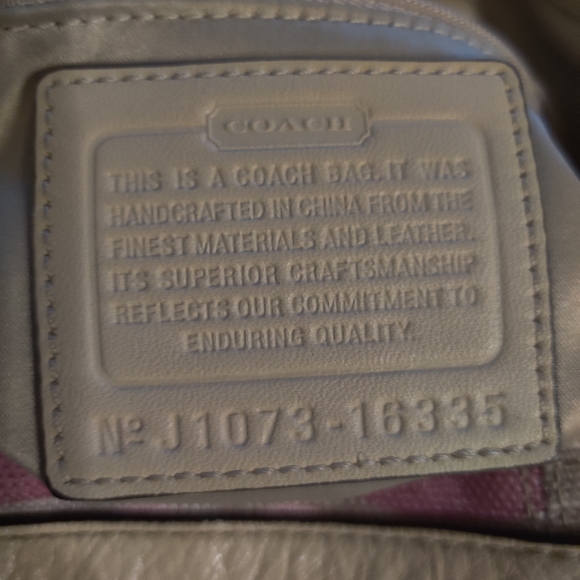 COACH
THIS IS A COACH BAG. IT WAS
HANDCRAFTED IN CHINA FROM THE
FINEST MATERIALS AND LEATHER.
ITS SUPERIOR CRAFTSMANSHIP
REFLECTS OUR COMMITMENT TO
ENDURING QUALITY.
Nº J1073-16335